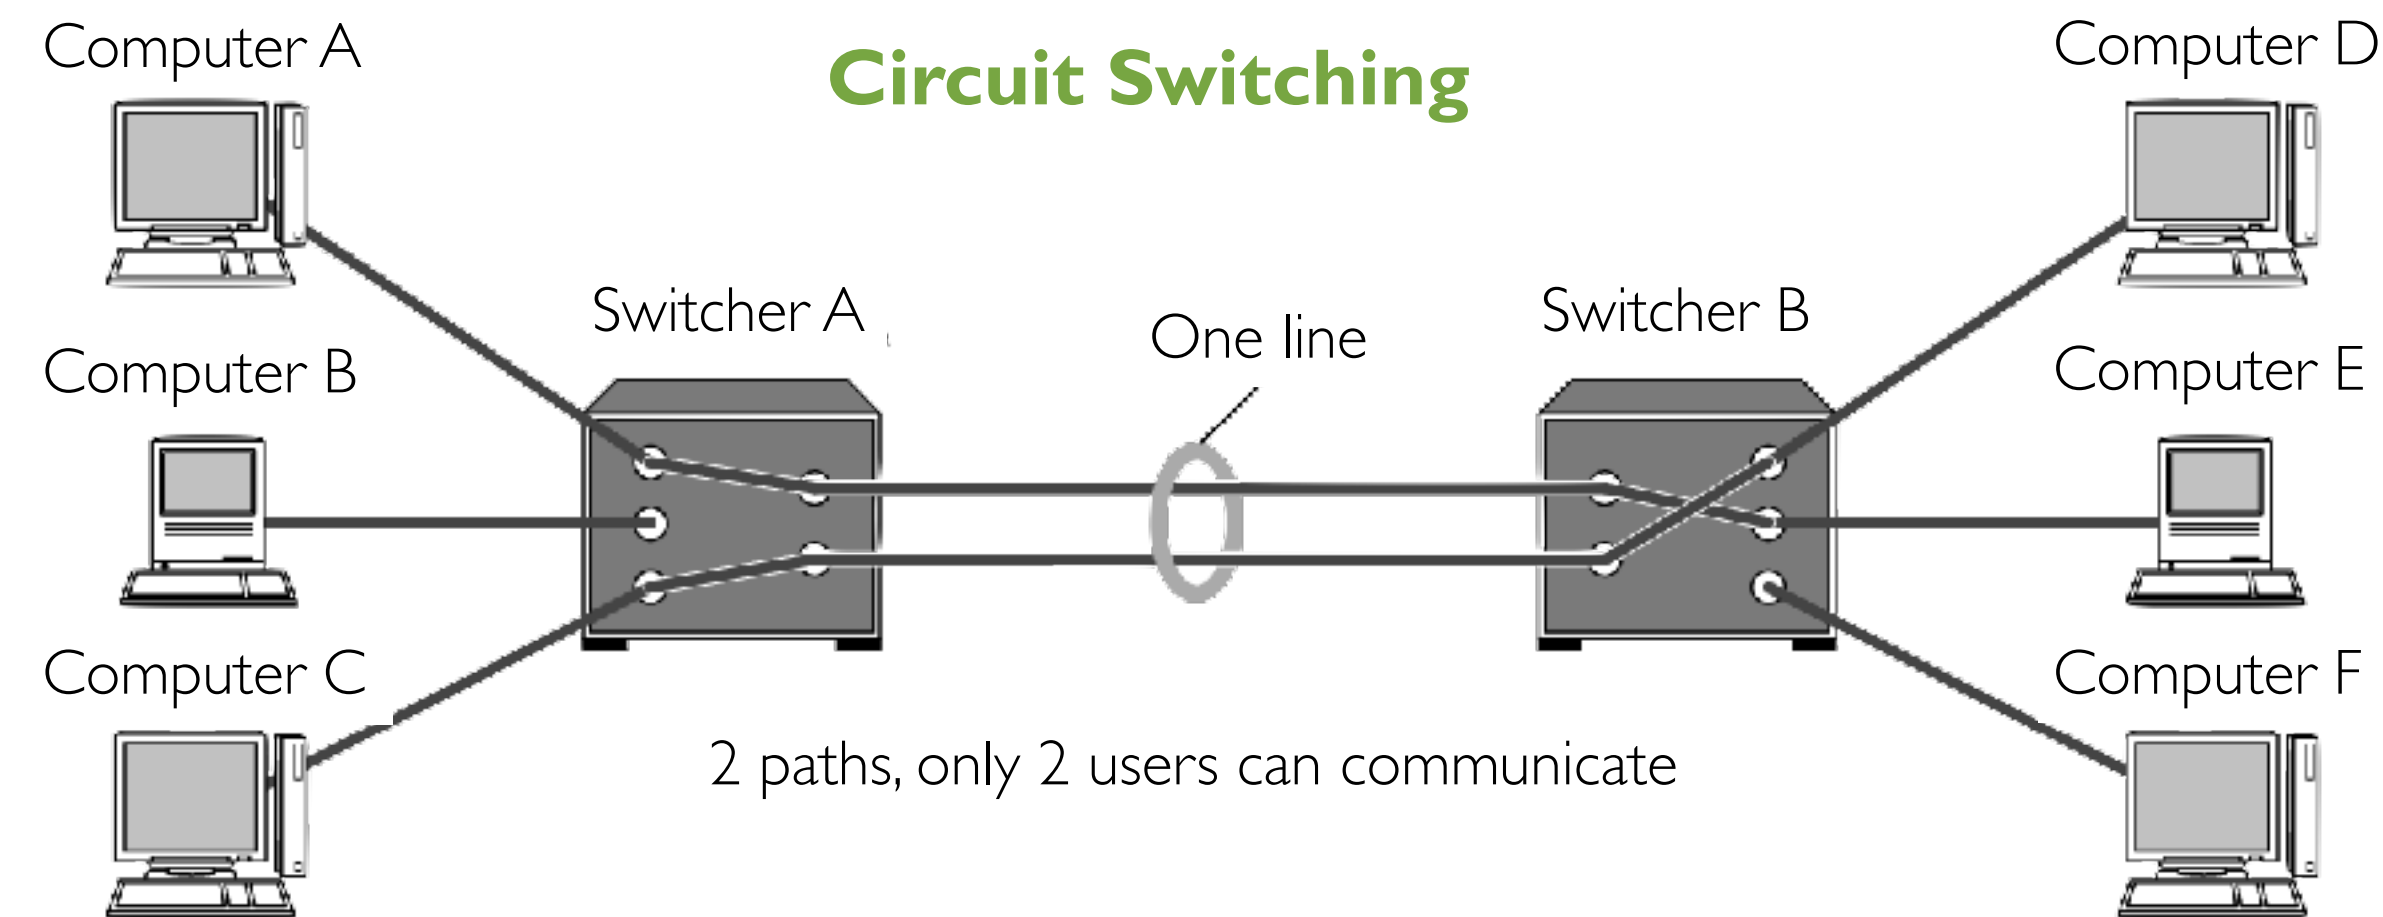 Circuit Switching
Computer A
Computer D
Switcher A
One line
Switcher B
Computer B
Computer E
Computer C
Computer F
2 paths, only 2 users can communicate